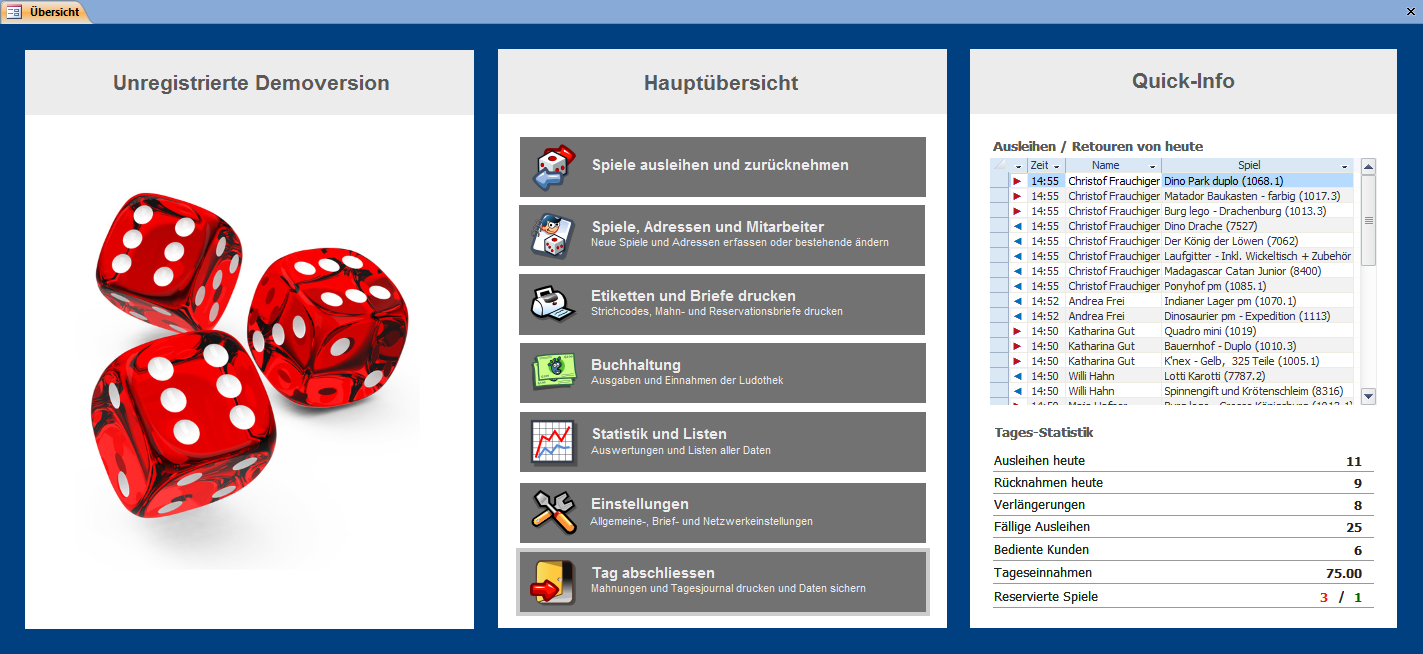 Übersicht
Unregistrierte Demoversion
Hauptübersicht
Spiele ausleihen und zurücknehmen
Spiele, Adressen und Mitarbeiter
Neue Spiele und Adressen erfassen oder bestehende ändern
Etiketten und Briefe drucken
Strichcodes, Mahn- und Reservationsbriefe drucken
Buchhaltung
Ausgaben und Einnahmen der Ludothek
Statistik und Listen
Auswertungen und Listen aller Daten
Einstellungen
Allgemeine-, Brief- und Netzwerkeinstellungen
Tag abschliessen
Mahnungen und Tagesjournal drucken und Daten sichern
Quick-Info
Ausleihen / Retouren von heute
Zeit Name Spiel
14:55 Christof Frauchiger Dino Park duplo (1068.1)
14:55 Christof Frauchiger Matador Baukasten - farbig (1017.3)
14:55 Christof Frauchiger Burg lego - Drachenburg (1013.3)
14:55 Christof Frauchiger Dino Drache (7527)
14:55 Christof Frauchiger Der König der Löwen (7062)
14:55 Christof Frauchiger Laufgitter - Inkl. Wickeltisch + Zubehör
14:55 Christof Frauchiger Madagascar Catan Junior (8400)
14:55 Christof Frauchiger Ponyhof pm (1085.1)
14:52 Andrea Frei Indianer Lager pm (1070.1)
14:52 Andrea Frei Dinosaurier pm - Expedition (1113)
14:50 Katharina Gut Quadro mini (1019)
14:50 Katharina Gut Bauernhof - Duplo (1010.3)
14:50 Katharina Gut K'nex - Gelb, 325 Teile (1005.1)
14:50 Willi Hahn Lotti Karotti (7787.2)
14:50 Willi Hahn Spinnengift und Krötenschleim (8316)
Tages-Statistik
Ausleihen heute 11
Rücknahmen heute 9
Verlängerungen 8
Fällige Ausleihen 25
Bediente Kunden 6
Tageseinnahmen 75.00
Reservierte Spiele 3 / 1